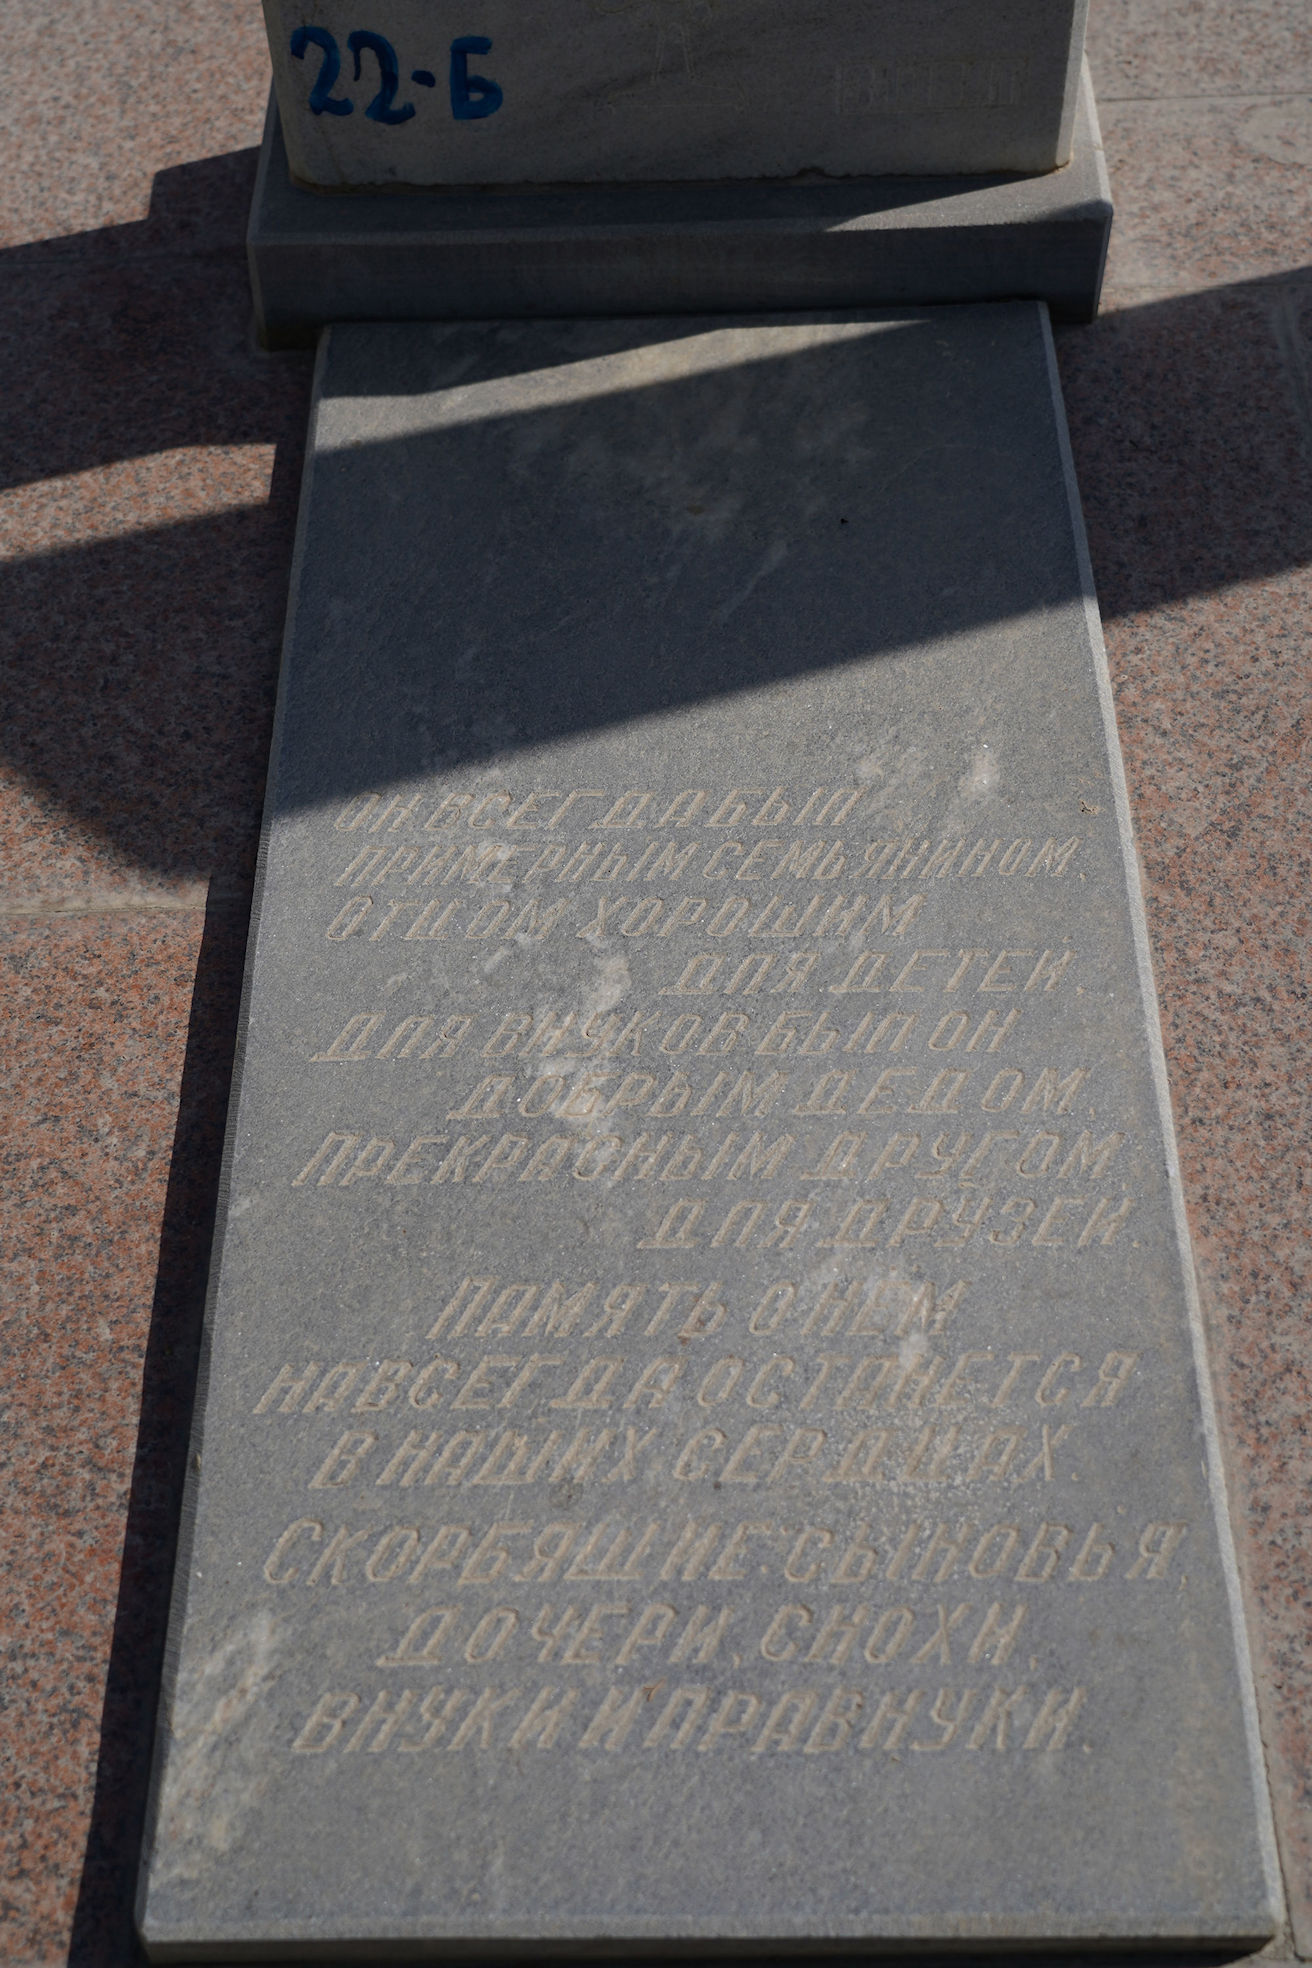 22-Б
ОН ВСЕГДА БЫЛ
ПРИМЕРНЫМ СЕМЬЯНИНОМ,
ОТЦОМ ХОРОШИМ
ДЛЯ ДЕТЕЙ,
ДЛЯ ВНУКОВ БЫЛ ОН
ДОБРЫМ ДЕДОМ,
ПРЕКРАСНЫМ ДРУГОМ
ДЛЯ ДРУЗЕЙ.
ПАМЯТЬ О НЕМ
НАВСЕГДА ОСТАНЕТСЯ
В НАШИХ СЕРДЦАХ.
СКОРБЯЩИЕ: СЫНОВЬЯ,
ДОЧЕРИ, СНОХИ,
ВНУКИ И ПРАВНУКИ.